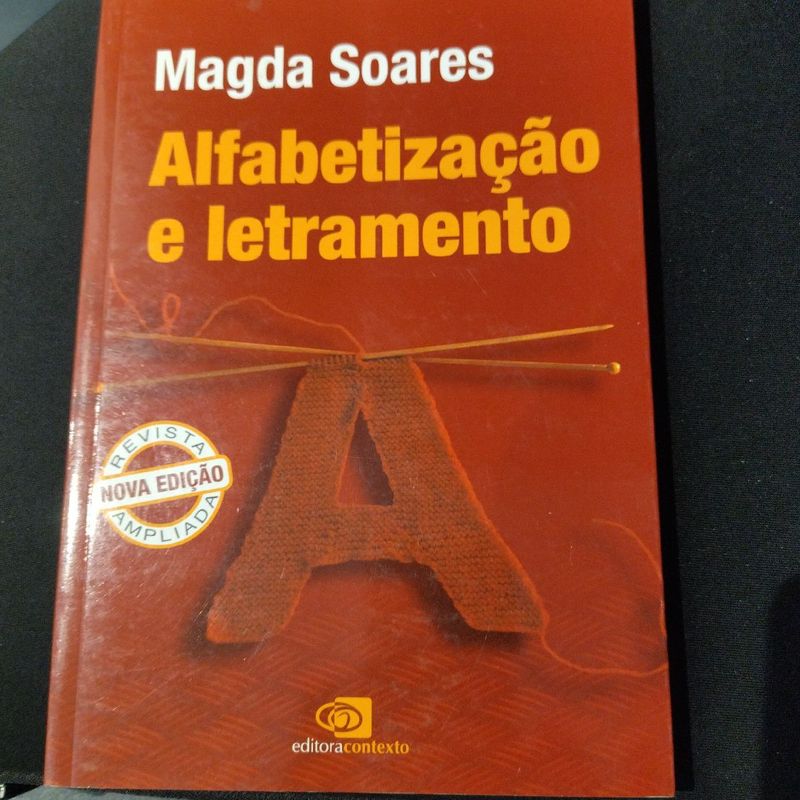 Magda Soares
Alfabetização
e letramento
REVISTA
NOVA EDIÇÃO
AMPLIADA
editoracontexto